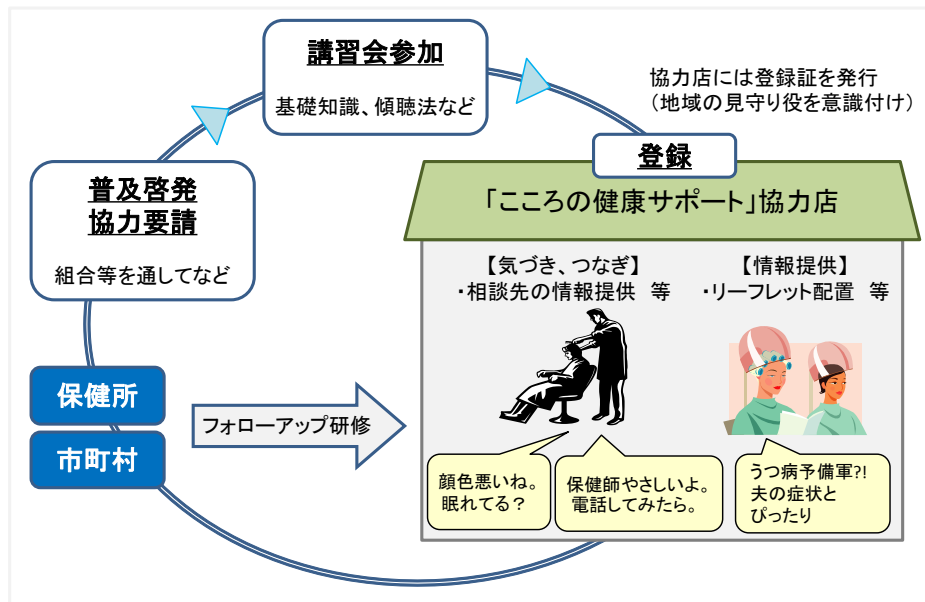 講習会参加
基礎知識、傾聴法など
協力店には登録証を発行
（地域の見守り役を意識付け）
普及啓発
協力要請
組合等を通してなど
登録
「こころの健康サポート」協力店
【気づき、つなぎ】
・相談先の情報提供　等
【情報提供】
・リーフレット配置　等
保健所
市町村
フォローアップ研修
顔色悪いね。
眠れてる？
保健師やさしいよ。
電話してみたら。
うつ病予備軍?!
夫の症状と
ぴったり